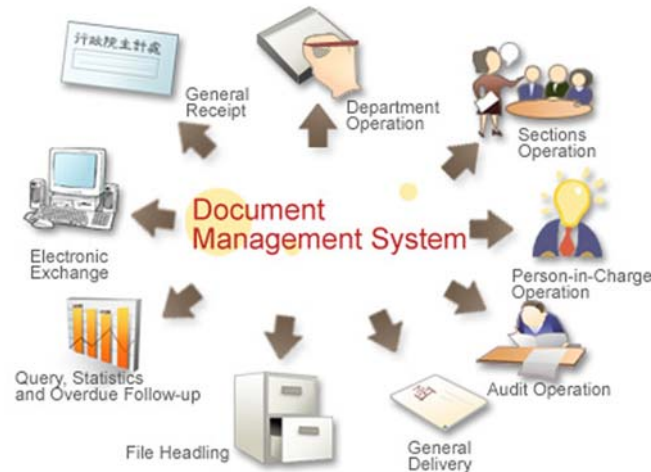 行政院主計處
General
Receipt
Department
Operation
Sections
Operation
Document
Management System
Electronic
Exchange
Person-in-Charge
Operation
Query, Statistics
and Overdue Follow-up
Audit Operation
File Headling
General
Delivery